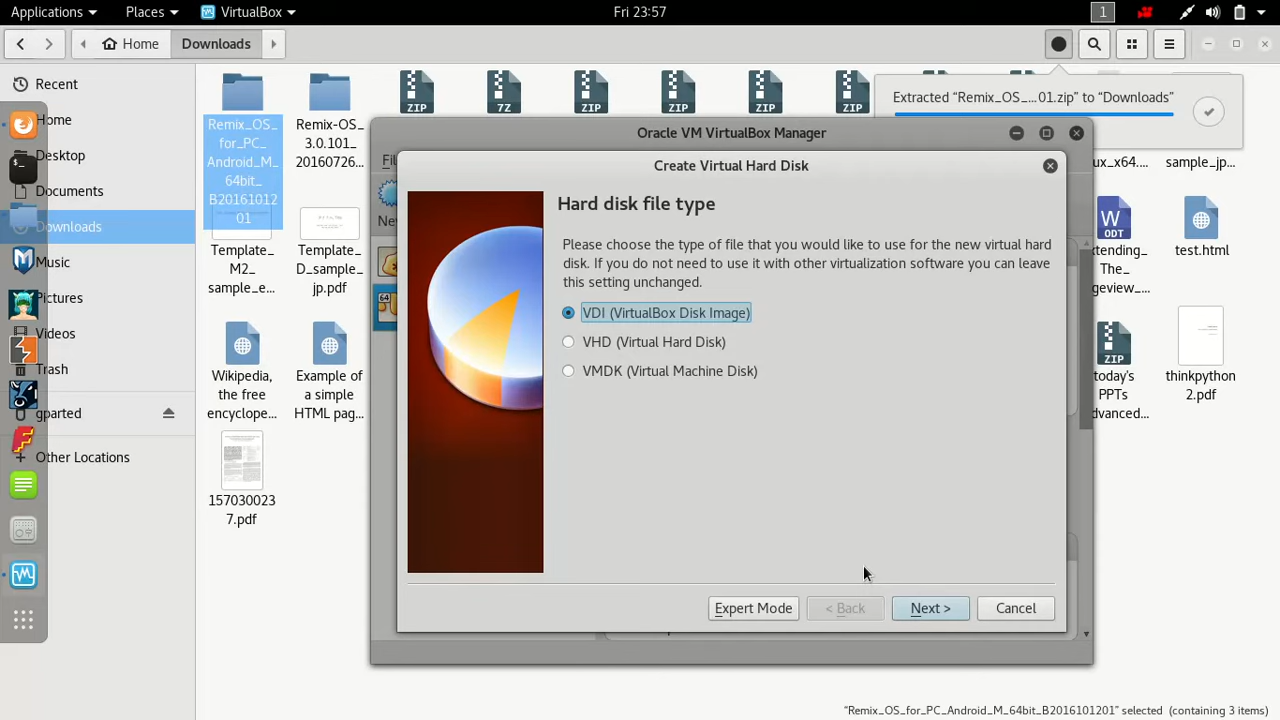 Applications
Places
VirtualBox
Fri 23:57
1
Home
Downloads
Recent
Home
Desktop
Documents
Downloads
Music
Pictures
Videos
Trash
gparted
Other Locations
Remix_OS_
for_PC_
Android_M_
64bit_
B20161012
01
Remix-OS_
3.0.101_
20160726...
ZIP
7Z
ZIP
ZIP
ZIP
ZIP
Extracted “Remix_OS_...01.zip” to “Downloads”
ux_x64....
sample_jp...
Template_
M2_
sample_e...
Template_
D_sample_
jp.pdf
W
ODT
extending_
The_
Pageview_...
test.html
Wikipedia,
the free
encyclope...
Example of
a simple
HTML pag...
ZIP
today's
PPTs
advanced...
thinkpython
2.pdf
157030023
7.pdf
Oracle VM VirtualBox Manager
Fil
Nev
64
Create Virtual Hard Disk
Hard disk file type
Please choose the type of file that you would like to use for the new virtual hard
disk. If you do not need to use it with other virtualization software you can leave
this setting unchanged.
VDI (VirtualBox Disk Image)
VHD (Virtual Hard Disk)
VMDK (Virtual Machine Disk)
Expert Mode
< Back
Next >
Cancel
“Remix_OS_for_PC_Android_M_64bit_B2016101201” selected (containing 3 items)